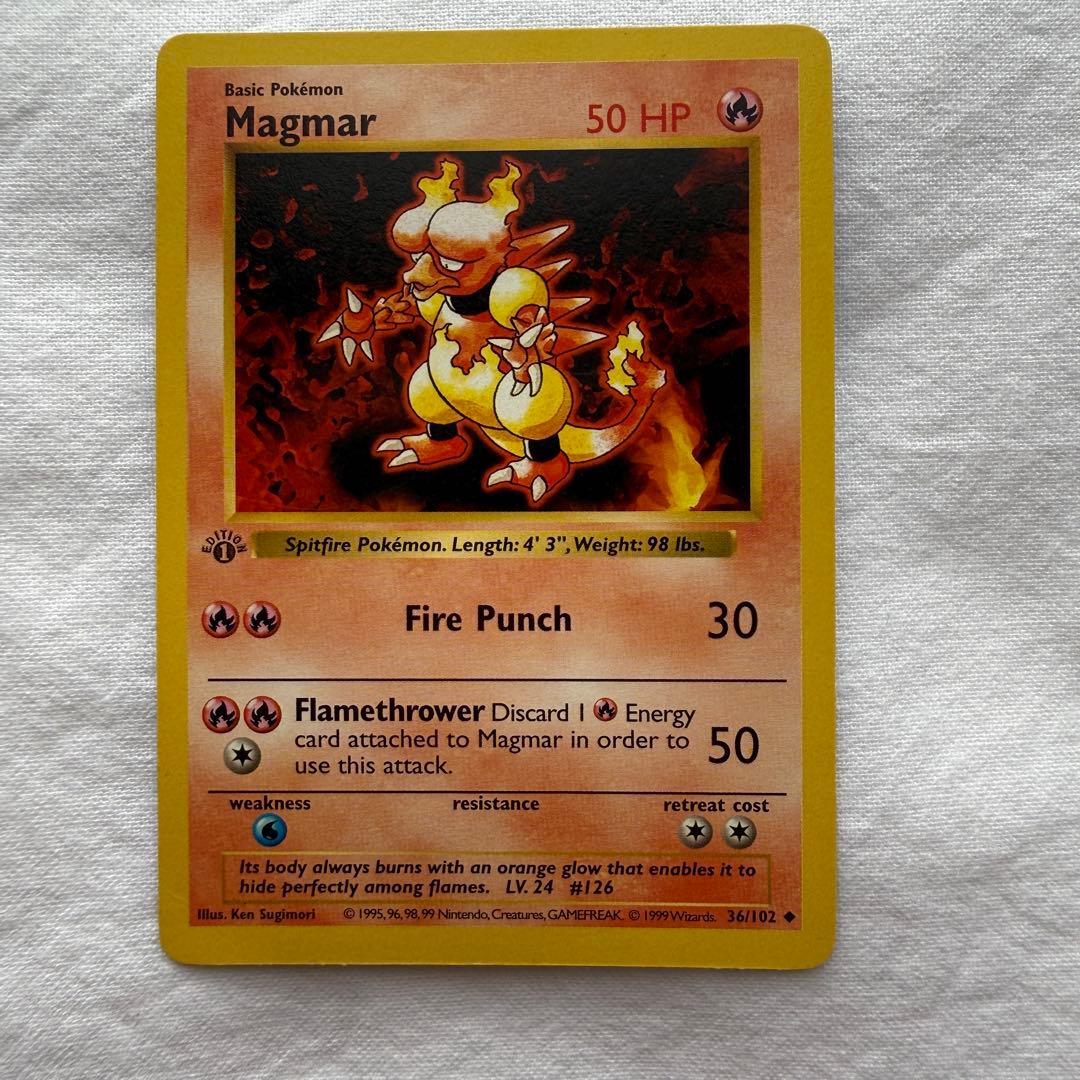 Basic Pokémon
Magmar 50 HP
EDITION
1
Spitfire Pokémon. Length: 4' 3", Weight: 98 lbs.
Fire Punch 30
Flamethrower Discard 1 Energy
card attached to Magmar in order to
use this attack.
50
weakness resistance retreat cost
Its body always burns with an orange glow that enables it to
hide perfectly among flames. LV. 24 #126
Illus. Ken Sugimori © 1995, 96, 98, 99 Nintendo, Creatures, GAMEFREAK. © 1999 Wizards. 36/102